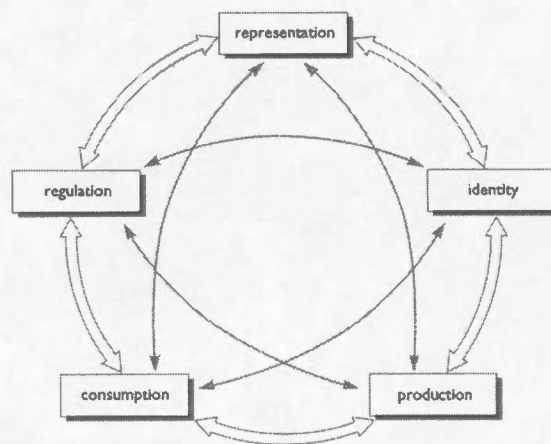 representation
regulation
identity
consumption
production